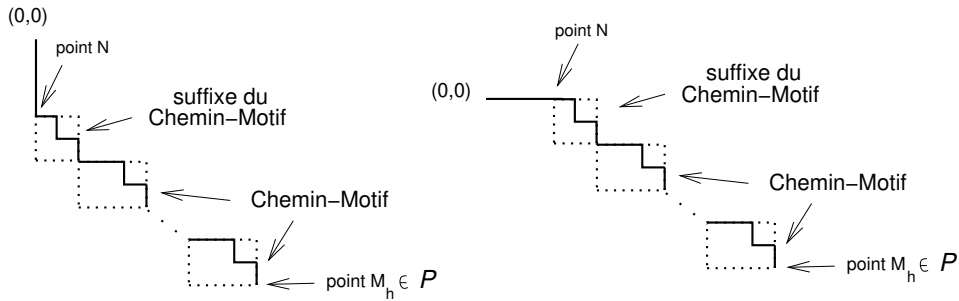 (0,0)
point N
suffixe du
Chemin−Motif
Chemin−Motif
point M_h ∈ P
point N
(0,0)
suffixe du
Chemin−Motif
Chemin−Motif
point M_h ∈ P